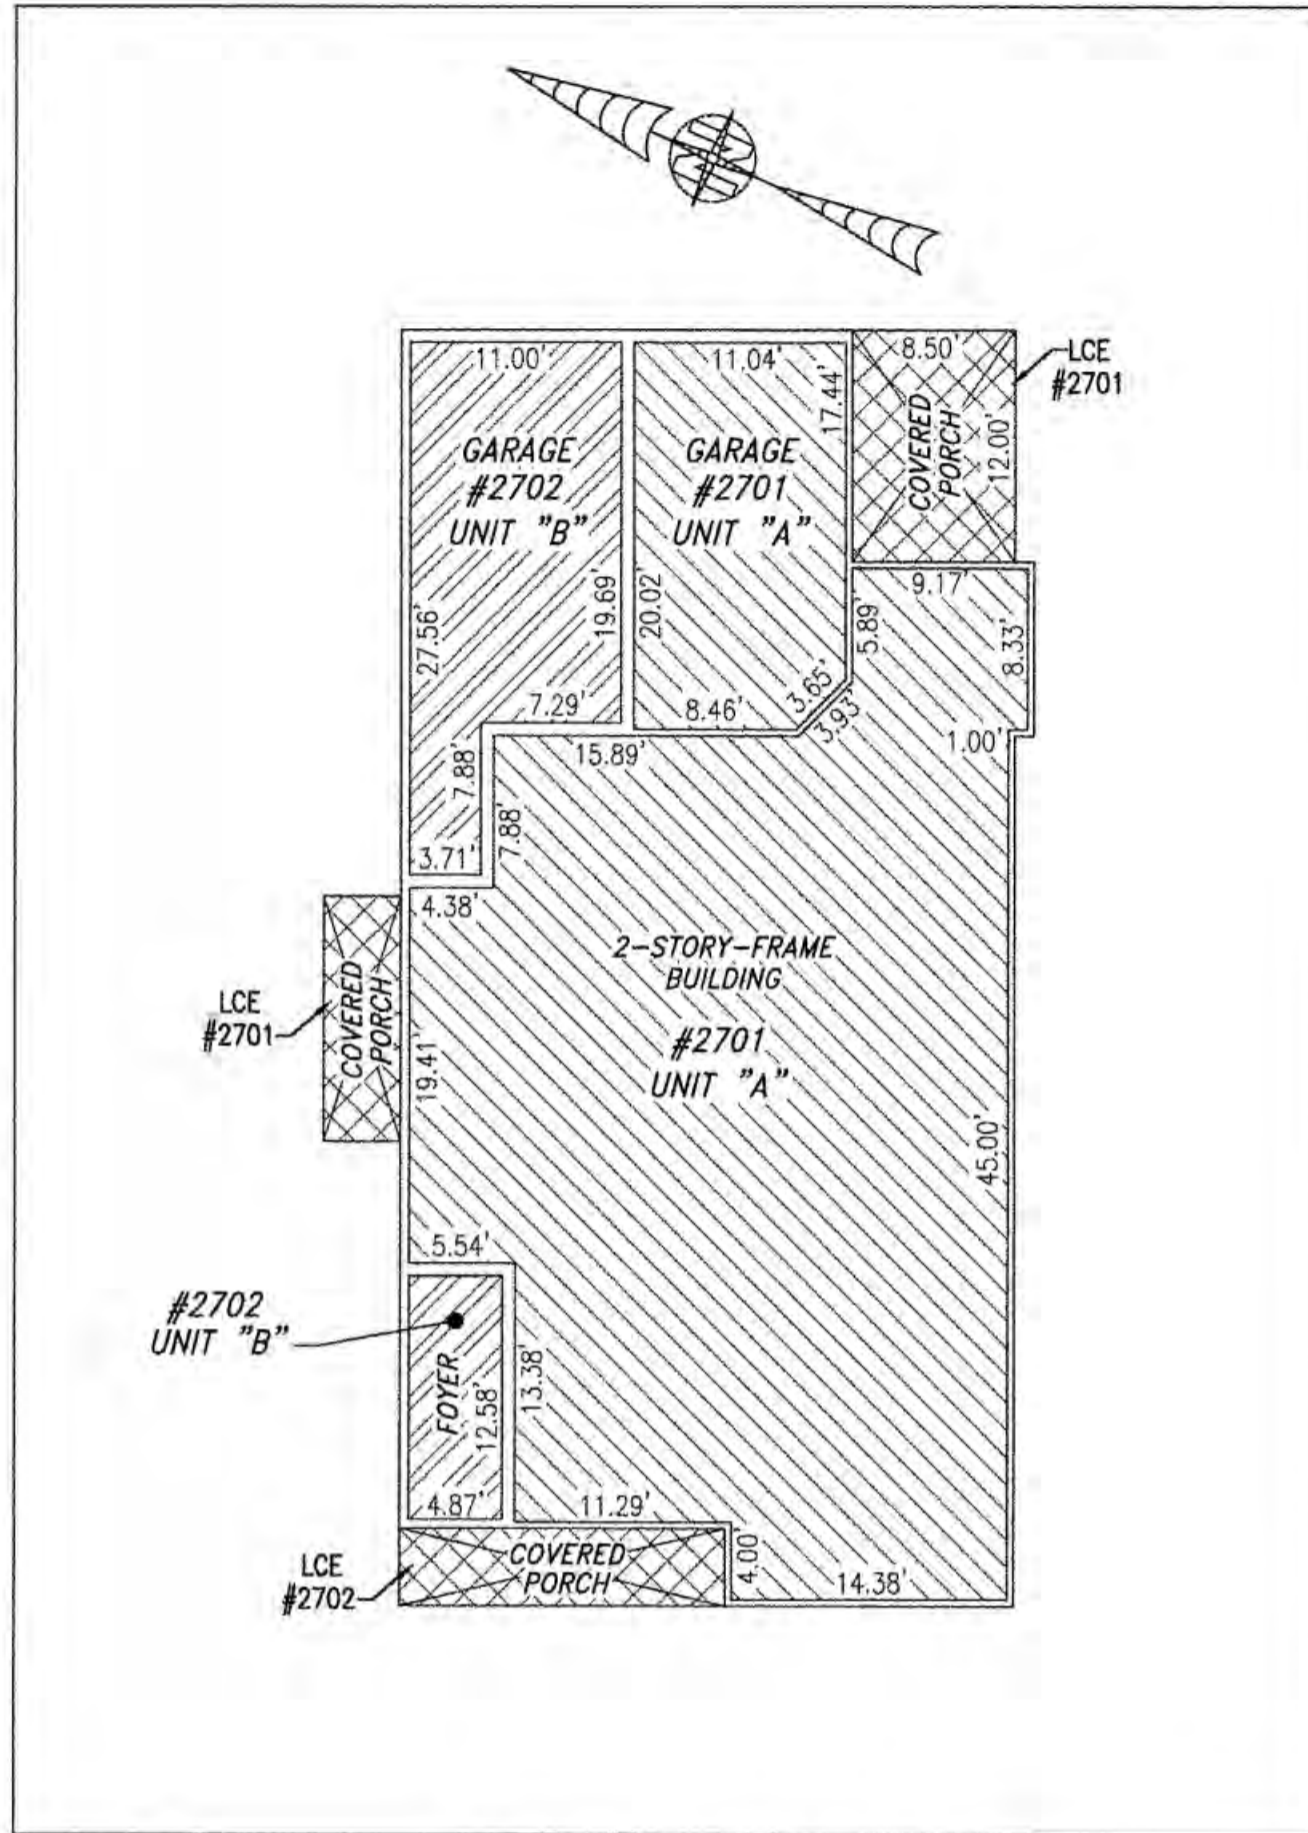 N
11.00'
11.04'
8.50'
LCE
#2701
17.44'
COVERED
PORCH
12.00'
GARAGE
#2702
UNIT "B"
GARAGE
#2701
UNIT "A"
27.56'
19.69'
20.02'
9.17'
5.89'
8.33'
7.29'
8.46'
3.65'
3.93'
15.89'
1.00'
7.88'
7.88'
3.71'
4.38'
2-STORY-FRAME
BUILDING
#2701
UNIT "A"
LCE
#2701
COVERED
PORCH
19.41'
45.00'
5.54'
#2702
UNIT "B"
FOYER
12.58'
13.38'
4.87'
11.29'
LCE
#2702
COVERED
PORCH
4.00'
14.38'